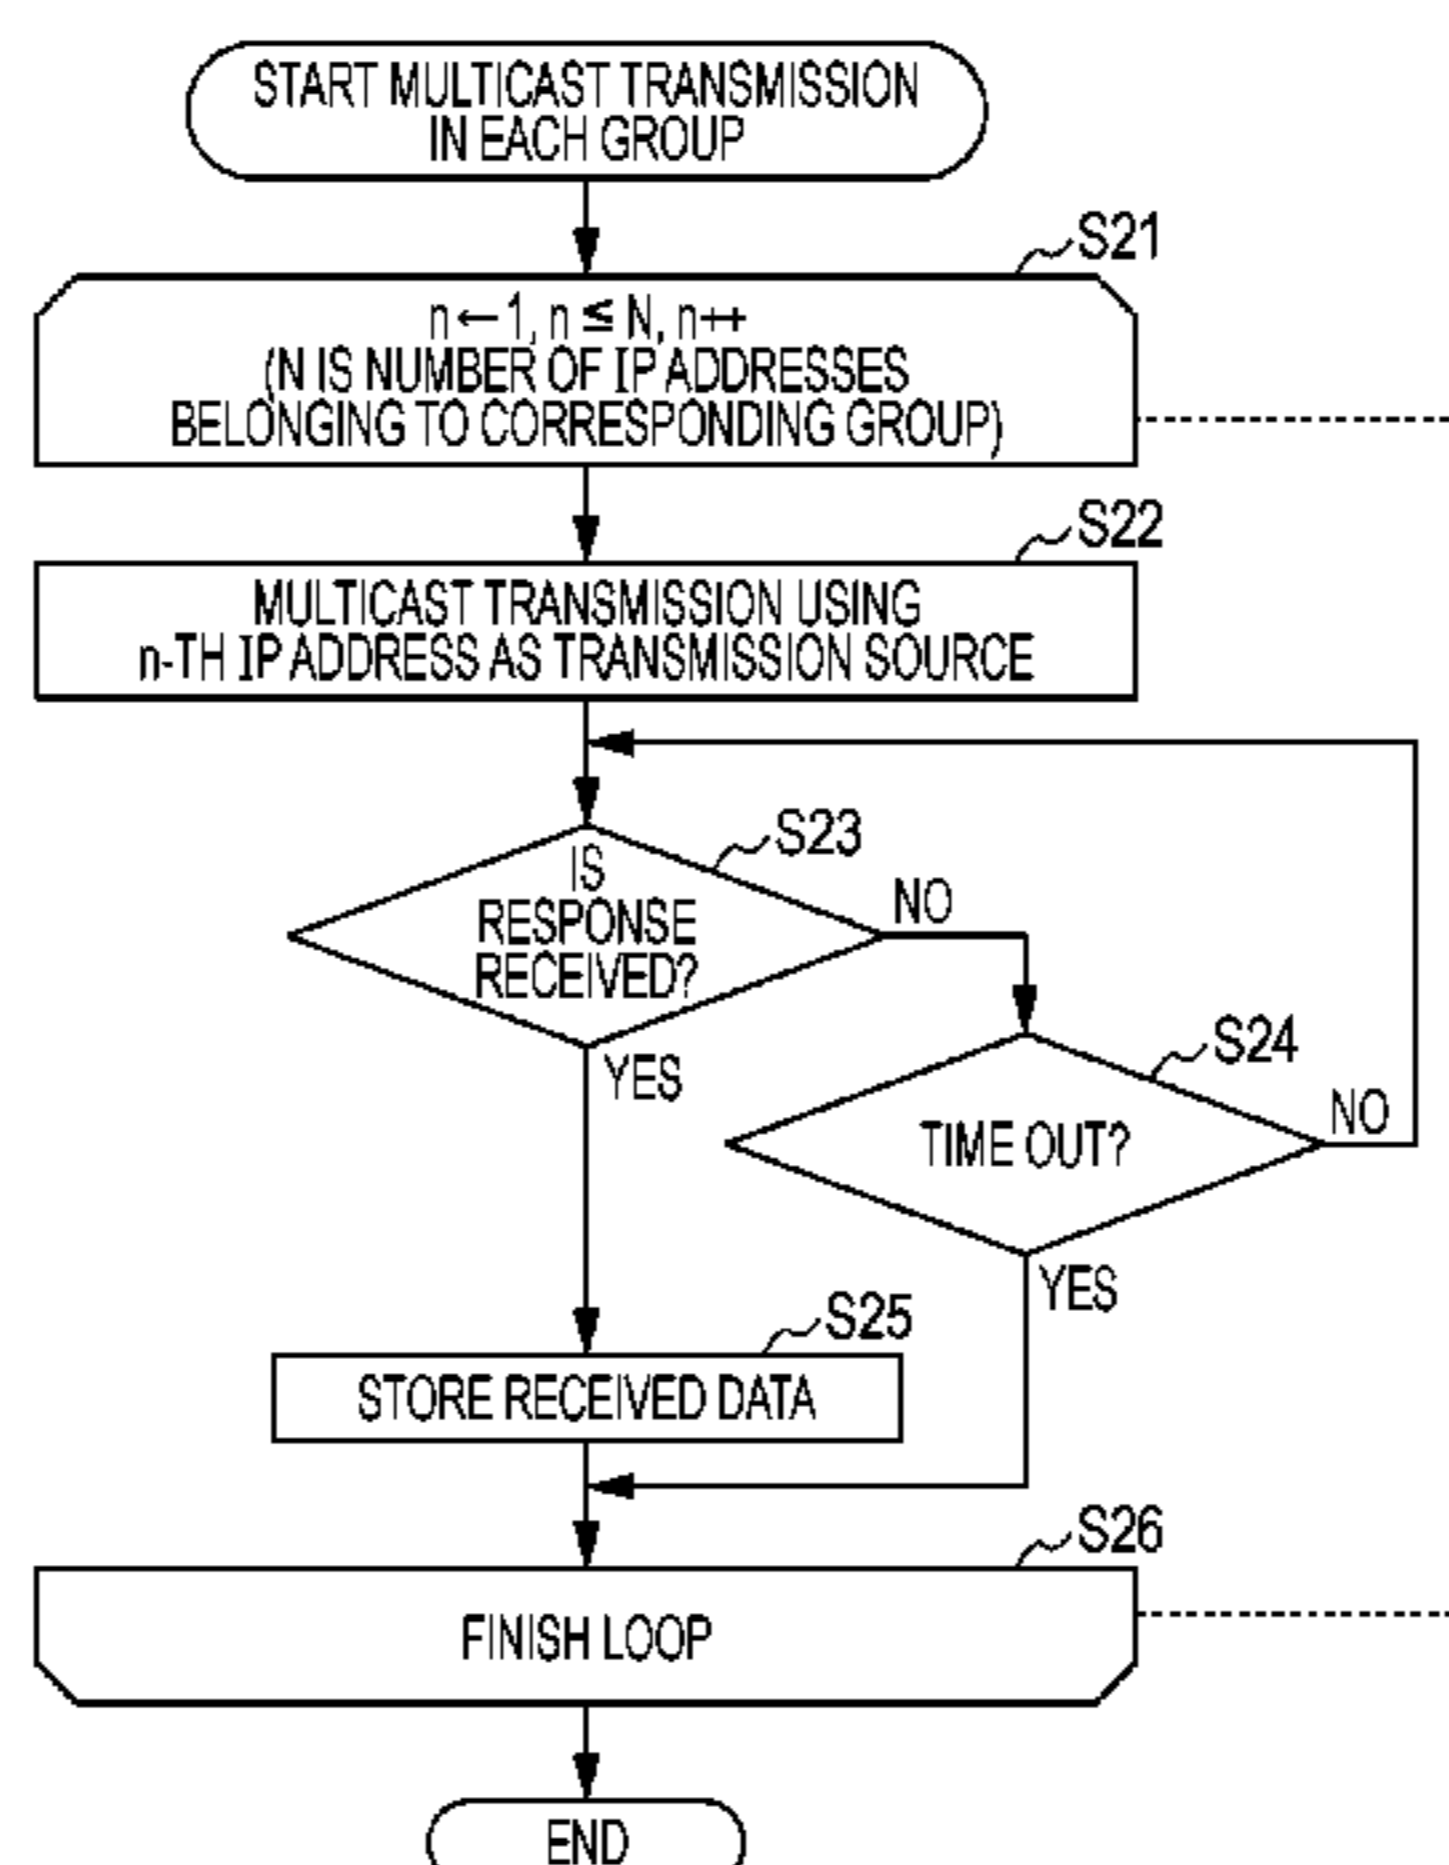 START MULTICAST TRANSMISSION
IN EACH GROUP
S21
n←1, n ≦ N, n++
(N IS NUMBER OF IP ADDRESSES
BELONGING TO CORRESPONDING GROUP)
S22
MULTICAST TRANSMISSION USING
n-TH IP ADDRESS AS TRANSMISSION SOURCE
S23
IS
RESPONSE
RECEIVED?
NO
YES
S24
TIME OUT?
NO
YES
S25
STORE RECEIVED DATA
S26
FINISH LOOP
END